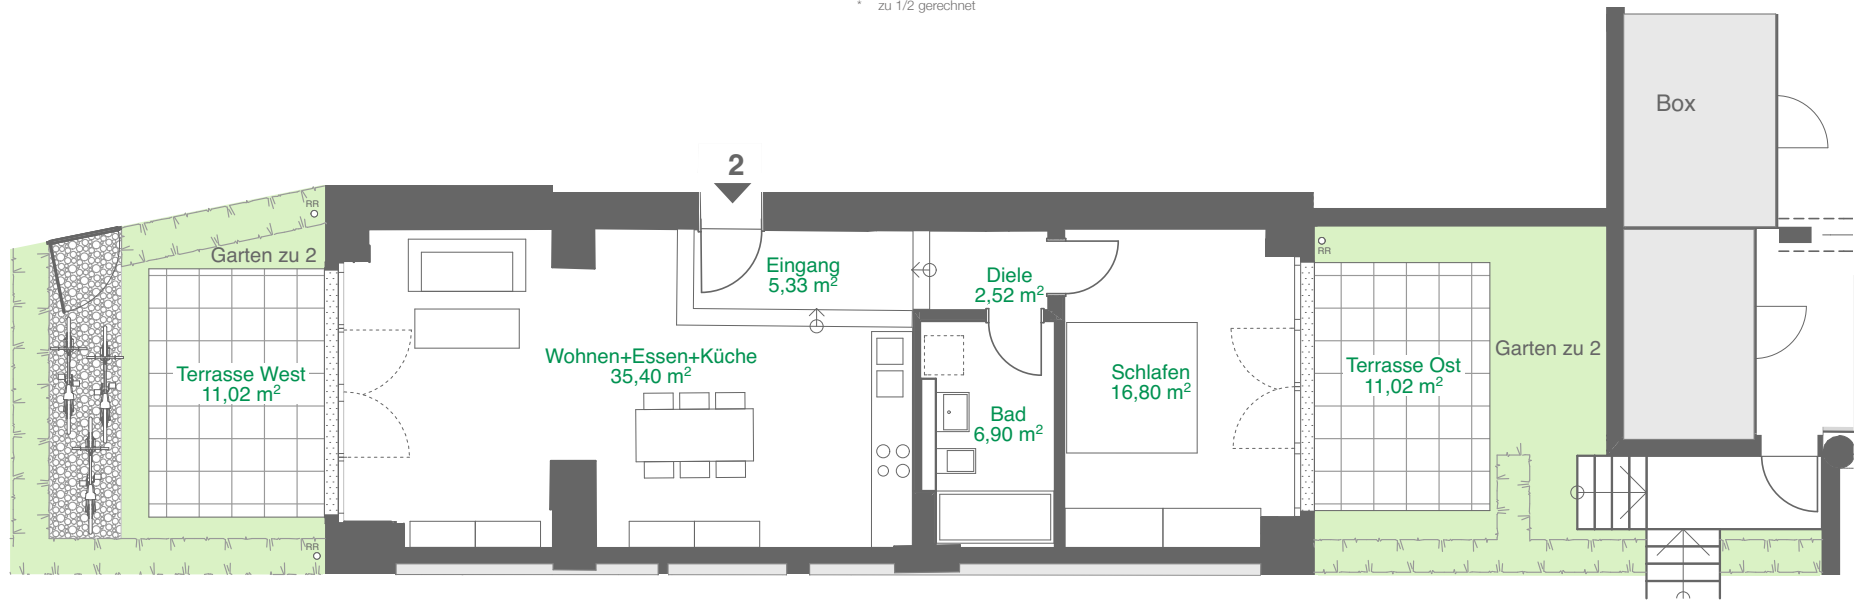 * zu 1/2 gerechnet
Box
2
RR
Garten zu 2
Eingang
5,33 m²
Diele
2,52 m²
RR
Terrasse West
11,02 m²
Wohnen+Essen+Küche
35,40 m²
Schlafen
16,80 m²
Terrasse Ost
11,02 m²
Garten zu 2
Bad
6,90 m²
RR